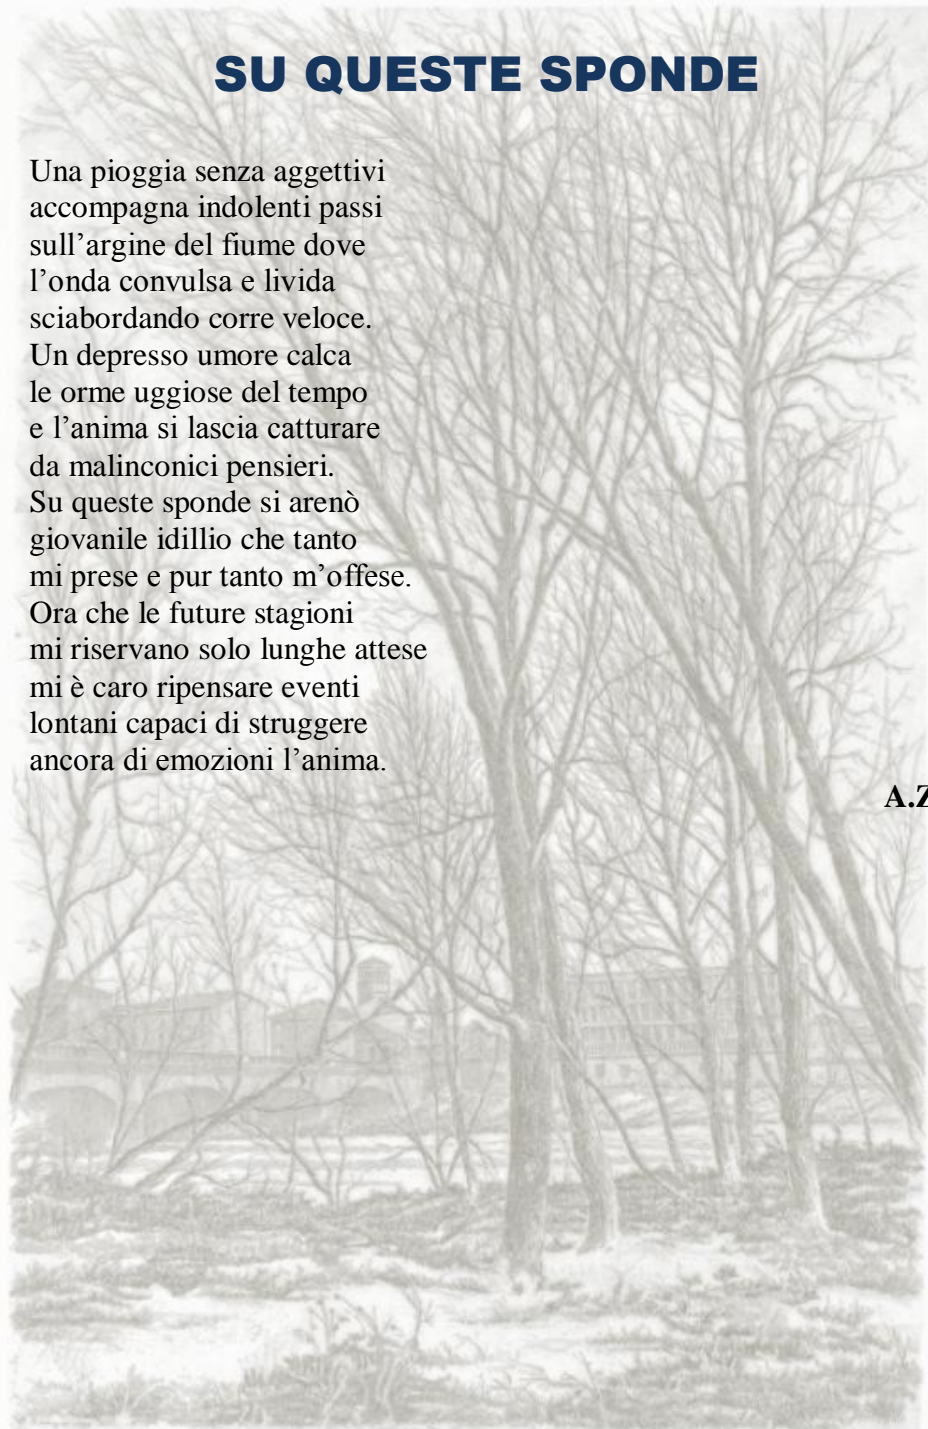 SU QUESTE SPONDE
Una pioggia senza aggettivi
accompagna indolenti passi
sull’argine del fiume dove
l’onda convulsa e livida
sciabordando corre veloce.
Un depresso umore calca
le orme uggiose del tempo
e l’anima si lascia catturare
da malinconici pensieri.
Su queste sponde si arenò
giovanile idillio che tanto
mi prese e pur tanto m’offese.
Ora che le future stagioni
mi riservano solo lunghe attese
mi è caro ripensare eventi
lontani capaci di struggere
ancora di emozioni l’anima.
A.Z